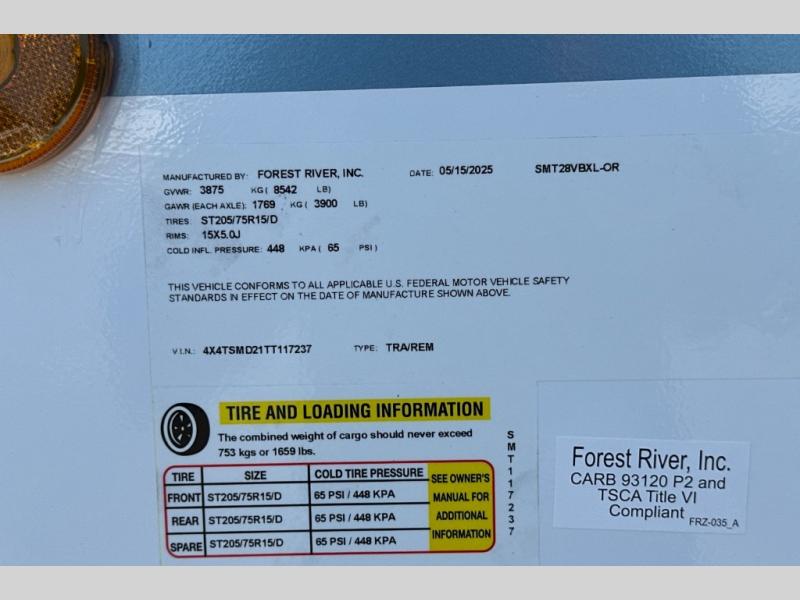 MANUFACTURED BY: FOREST RIVER, INC. DATE: 05/15/2025 SMT28VBXL-OR
GVWR: 3875 KG( 8542 LB)
GAWR (EACH AXLE): 1769 KG ( 3900 LB)
TIRES: ST205/75R15/D
RIMS: 15X5.0J
COLD INFL. PRESSURE: 448 KPA ( 65 PSI )
THIS VEHICLE CONFORMS TO ALL APPLICABLE U.S. FEDERAL MOTOR VEHICLE SAFETY
STANDARDS IN EFFECT ON THE DATE OF MANUFACTURE SHOWN ABOVE.
V.I.N.: 4X4TSMD21TT117237 TYPE: TRA/REM
TIRE AND LOADING INFORMATION
The combined weight of cargo should never exceed
753 kgs or 1659 lbs.
TIRE SIZE COLD TIRE PRESSURE
FRONT ST205/75R15/D 65 PSI / 448 KPA
REAR ST205/75R15/D 65 PSI / 448 KPA
SPARE ST205/75R15/D 65 PSI / 448 KPA
SEE OWNER'S
MANUAL FOR
ADDITIONAL
INFORMATION
SMT117237
Forest River, Inc.
CARB 93120 P2 and
TSCA Title VI
Compliant
FRZ-035_A